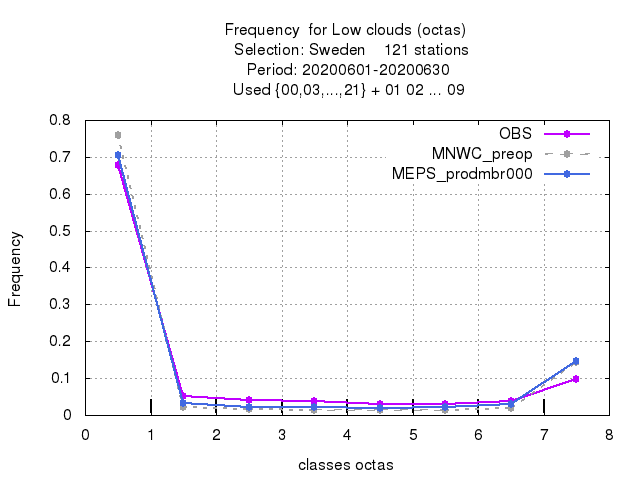 Frequency  for Low clouds (octas)
Selection: Sweden    121 stations
Period: 20200601-20200630
Used {00,03,...,21} + 01 02 ... 09
OBS
MNWC_preop
MEPS_prodmbr000
0.8
0.7
0.6
0.5
0.4
0.3
0.2
0.1
0
Frequency
0 1 2 3 4 5 6 7 8
classes octas